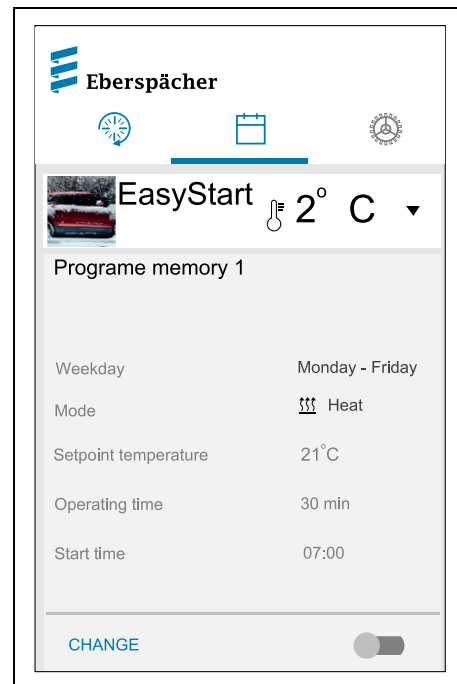 Eberspächer
EasyStart 2° C
Programe memory 1
Weekday Monday - Friday
Mode Heat
Setpoint temperature 21°C
Operating time 30 min
Start time 07:00
CHANGE